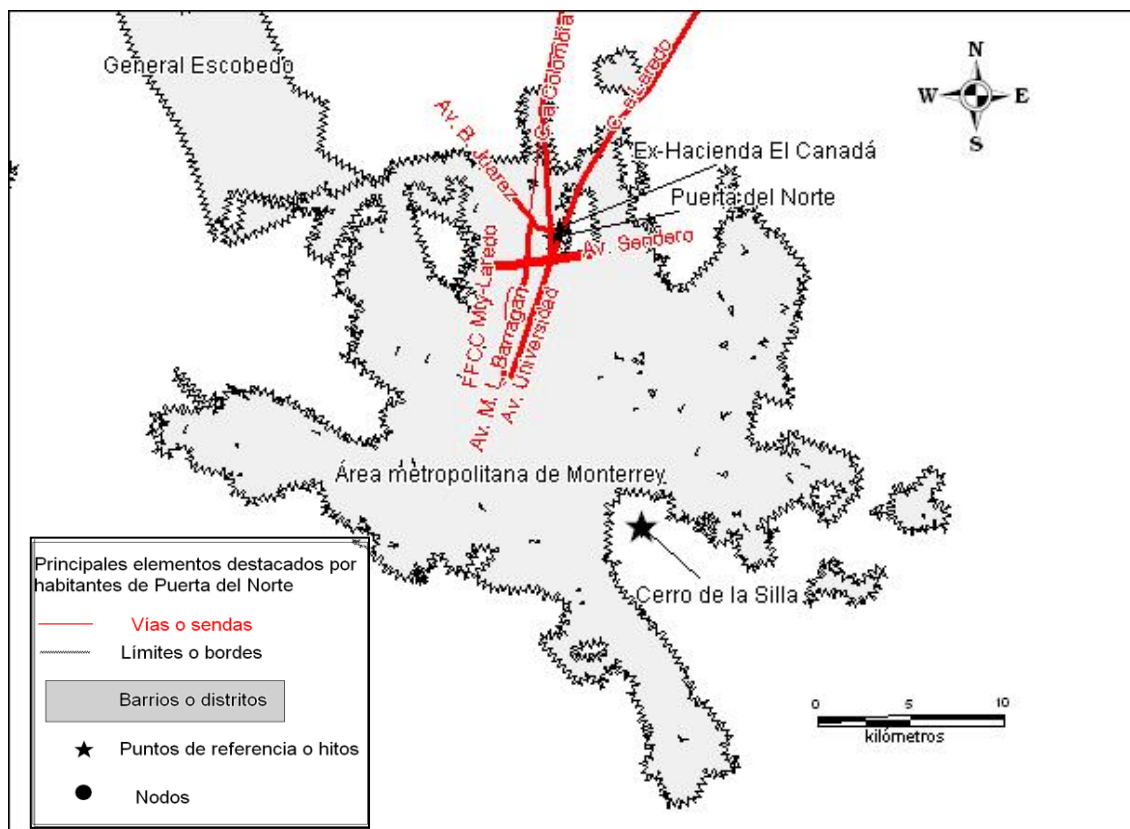 General Escobedo
C. a Colombia
C. a Laredo
N
W
E
S
Av. B. Juarez
Ex-Hacienda El Canadá
Puerta del Norte
Av. Sendero
FFCC Mty-Laredo
Av. M. L. Barragán
Av. Universidad
Área metropolitana de Monterrey
Cerro de la Silla
Principales elementos destacados por
habitantes de Puerta del Norte
Vías o sendas
Límites o bordes
Barrios o distritos
Puntos de referencia o hitos
Nodos
0 5 10
kilómetros